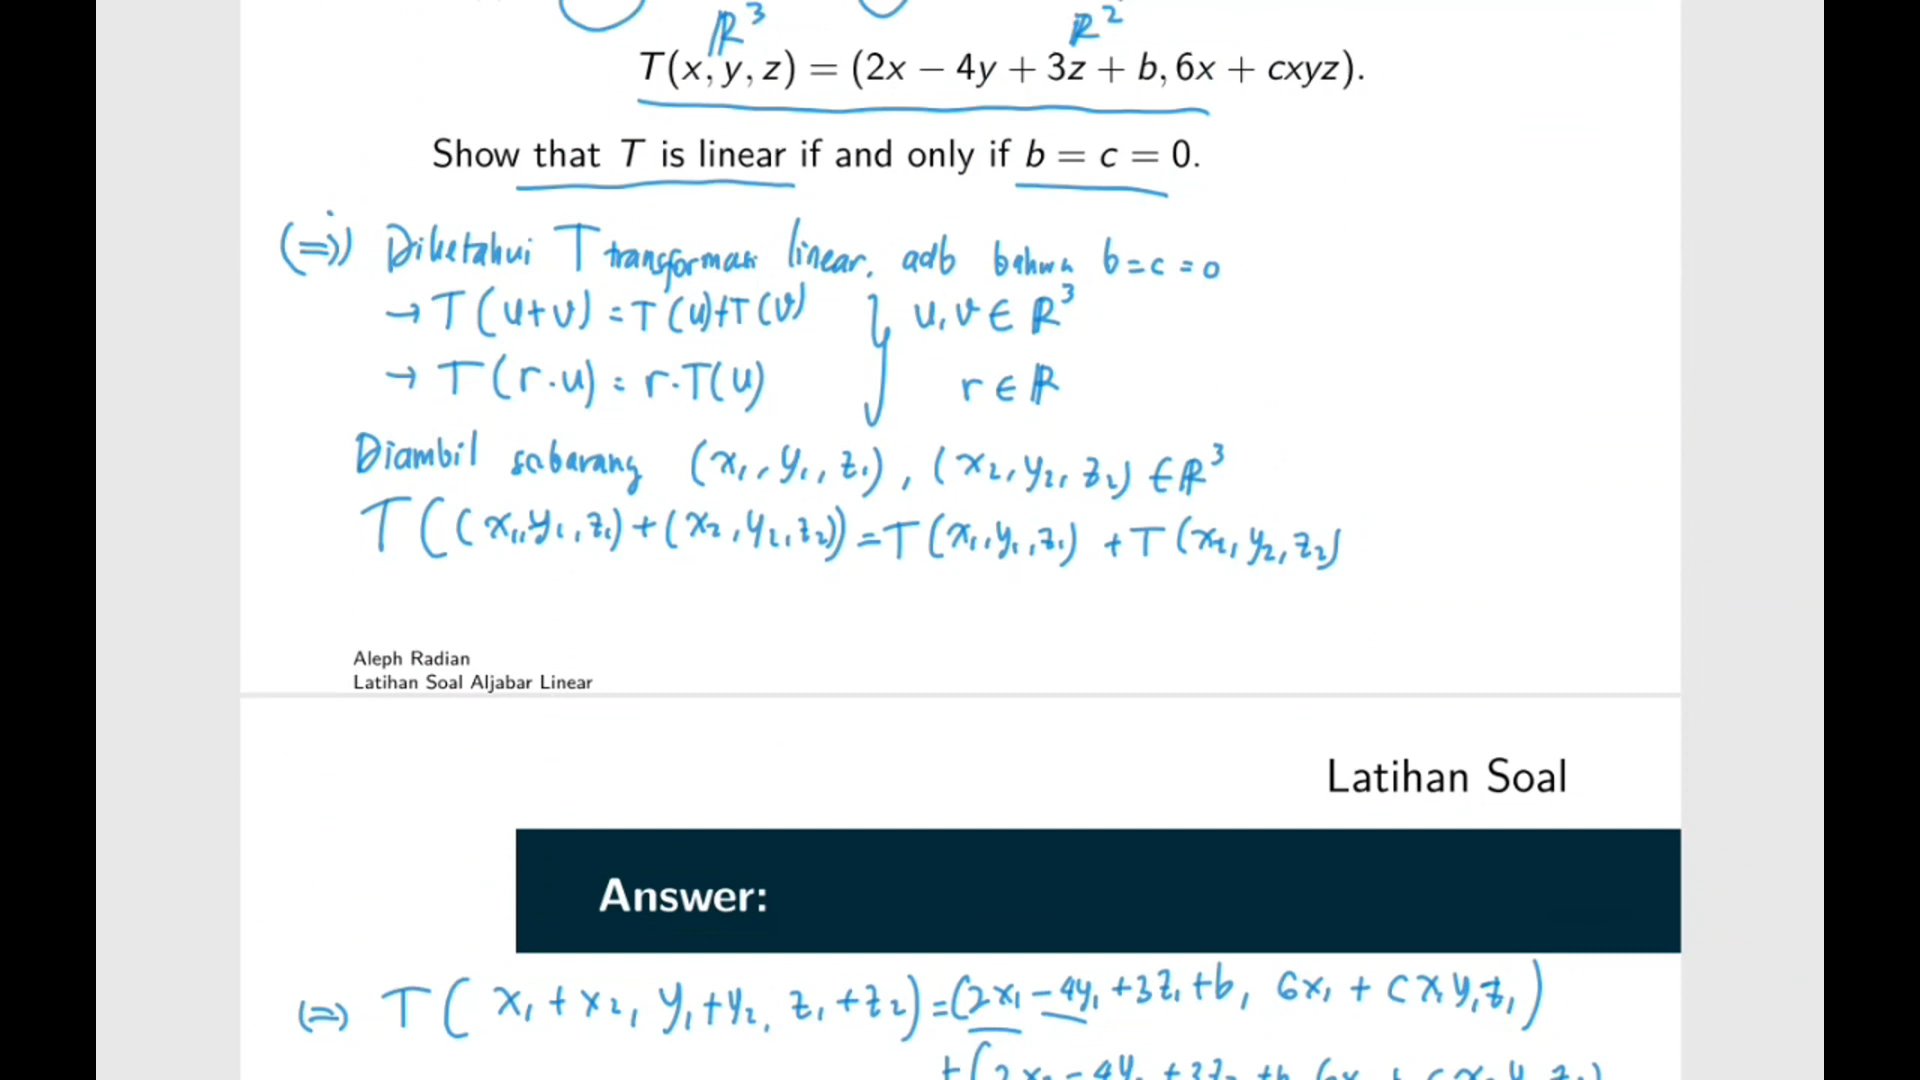 ℝ³ ℝ²
T(x, y, z) = (2x − 4y + 3z + b, 6x + cxyz).
Show that T is linear if and only if b = c = 0.
(⇒) Diketahui T transformasi linear. adb bahwa b = c = 0
→ T(u+v) = T(u)+T(v) } u, v ∈ ℝ³
→ T(r·u) = r·T(u) r ∈ ℝ
Diambil sebarang (x₁, y₁, z₁), (x₂, y₂, z₂) ∈ ℝ³
T((x₁, y₁, z₁) + (x₂, y₂, z₂)) = T(x₁, y₁, z₁) + T(x₂, y₂, z₂)
Aleph Radian
Latihan Soal Aljabar Linear
Latihan Soal
Answer:
(⇔) T(x₁ + x₂, y₁ + y₂, z₁ + z₂) = (2x₁ − 4y₁ + 3z₁ + b, 6x₁ + cx₁y₁z₁)